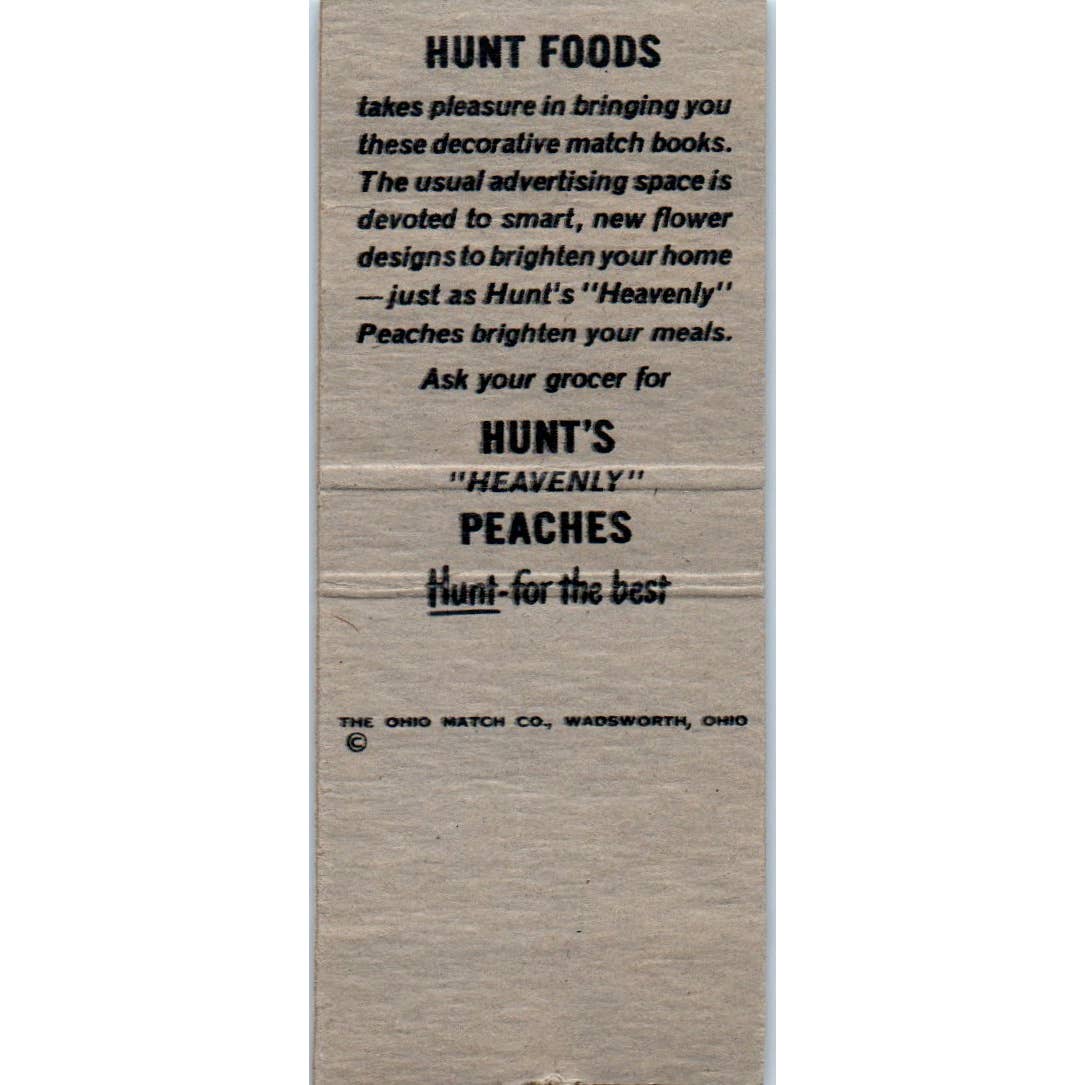 HUNT FOODS
takes pleasure in bringing you
these decorative match books.
The usual advertising space is
devoted to smart, new flower
designs to brighten your home
—just as Hunt's "Heavenly"
Peaches brighten your meals.
Ask your grocer for
HUNT'S
"HEAVENLY"
PEACHES
Hunt-for the best
THE OHIO MATCH CO., WADSWORTH, OHIO
©